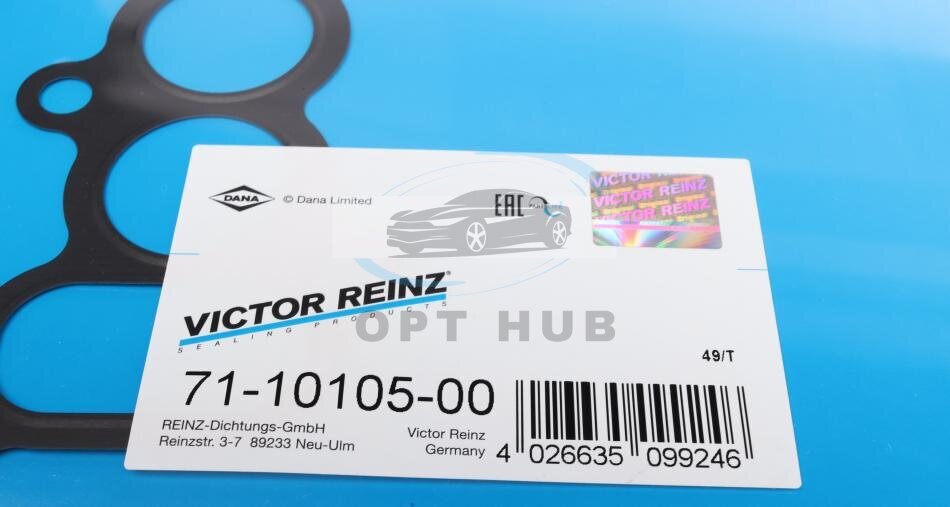 DANA © Dana Limited
EAC
VICTOR REINZ
VICTOR REINZ
VICTOR REINZ
VICTOR REINZ®
SEALING PRODUCTS
OPT HUB
49/T
71-10105-00
REINZ-Dichtungs-GmbH
Reinzstr. 3-7 89233 Neu-Ulm
Victor Reinz
Germany
4 026635 099246